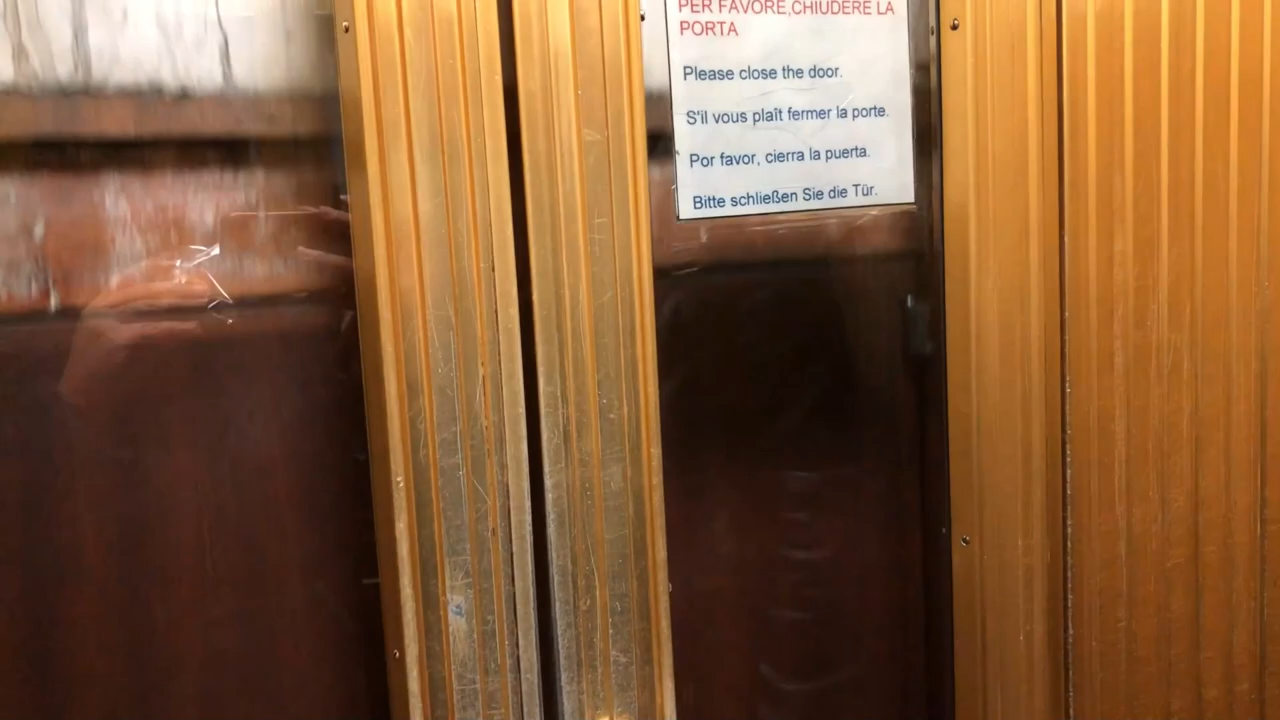 PER FAVORE,CHIUDERE LA
PORTA
Please close the door.
S'il vous plaît fermer la porte.
Por favor, cierra la puerta.
Bitte schließen Sie die Tür.